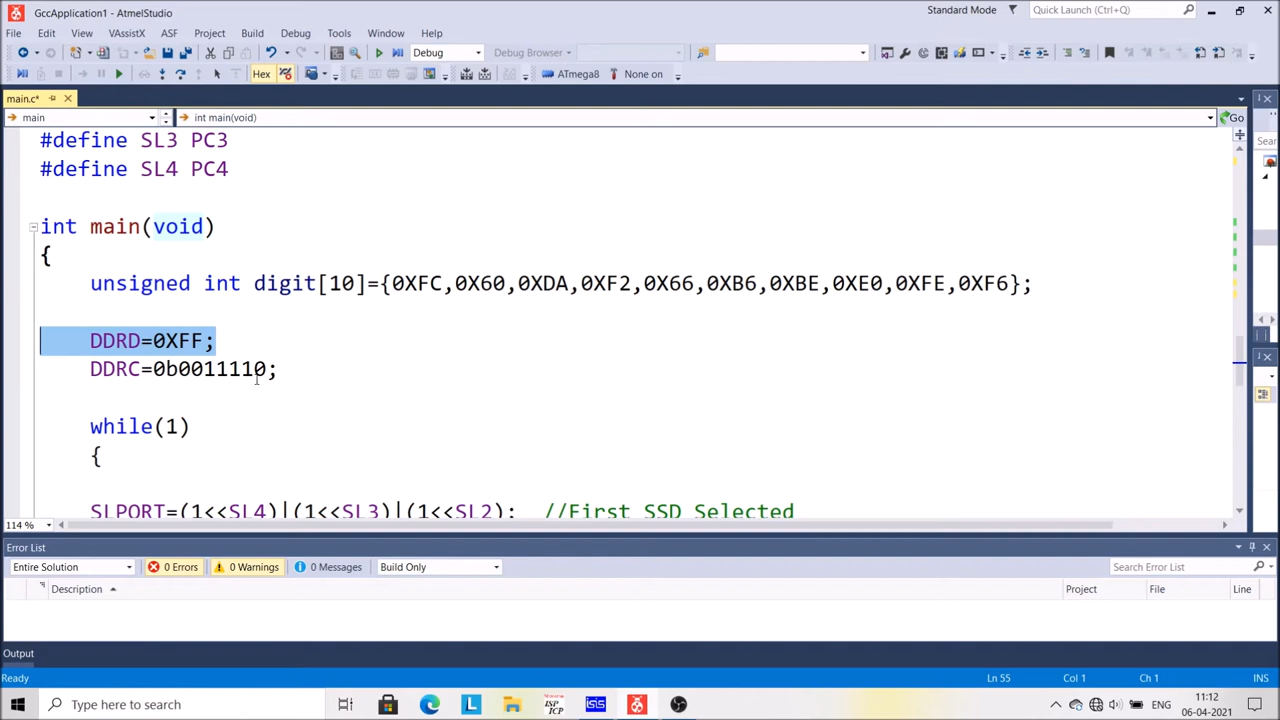 GccApplication1 - AtmelStudio
Standard Mode
Quick Launch (Ctrl+Q)
File Edit View VAssistX ASF Project Build Debug Tools Window Help
Debug
Debug Browser
Hex
ATmega8
None on
main.c*
main
int main(void)
Go
#define SL3 PC3
Sear
#define SL4 PC4
int main(void)
{
unsigned int digit[10]={0XFC,0X60,0XDA,0XF2,0X66,0XB6,0XBE,0XE0,0XFE,0XF6};
DDRD=0XFF;
DDRC=0b0011110;
while(1)
{
SLPORT=(1<<SL4)|(1<<SL3)|(1<<SL2); //First SSD Selected
114 %
Error List
Entire Solution
0 Errors
0 Warnings
0 Messages
Build Only
Search Error List
Description
Project
File
Line
Output
Ready
Ln 55
Col 1
Ch 1
INS
Type here to search
L
ISP
ICP
isis
ENG
11:12
06-04-2021